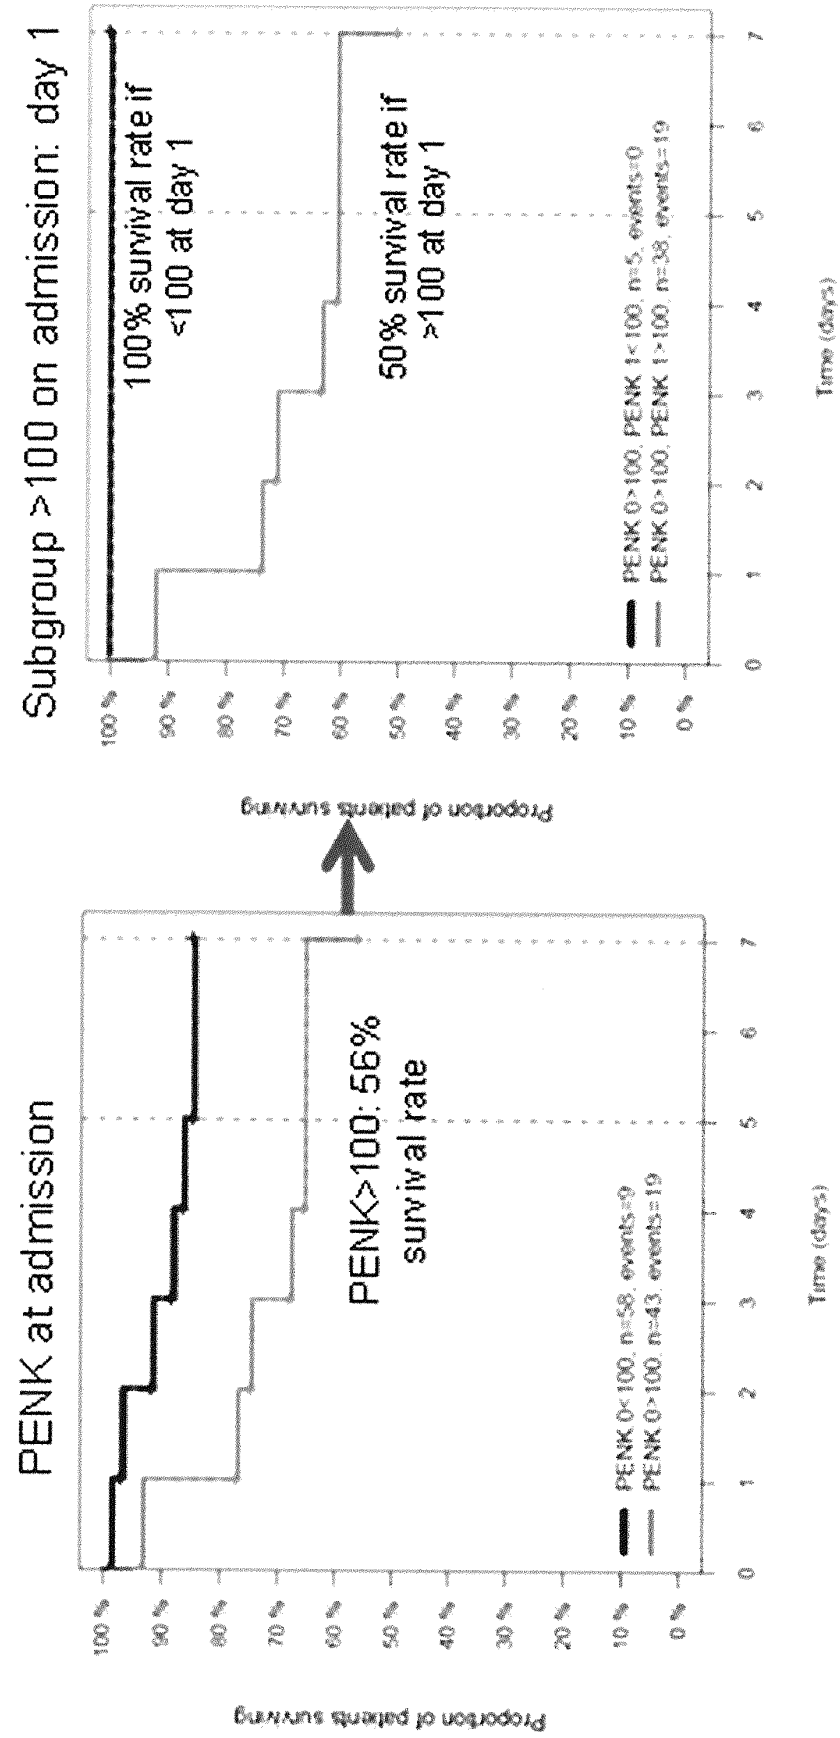 PENK at admission
Proportion of patients surviving
100 %
90 %
80 %
70 %
60 %
50 %
40 %
30 %
20 %
10 %
0 %
PENK>100: 56%
survival rate
PENK 0<100, n=58, events=9
PENK 0>100, n=43, events=19
0
1
2
3
4
5
6
7
Time (days)
Subgroup >100 on admission: day 1
Proportion of patients surviving
100 %
90 %
80 %
70 %
60 %
50 %
40 %
30 %
20 %
10 %
0 %
100% survival rate if
<100 at day 1
50% survival rate if
>100 at day 1
PENK 0>100, PENK 1<100, n=5, events=0
PENK 0>100, PENK 1>100, n=38, events=19
0
1
2
3
4
5
6
7
Time (days)